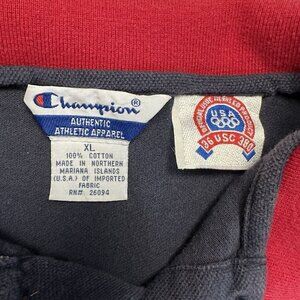 Champion®
AUTHENTIC
ATHLETIC APPAREL
XL
100% COTTON
MADE IN NORTHERN
MARIANA ISLANDS
(U.S.A.) OF IMPORTED
FABRIC
RN# 26094
USA
36 USC 380